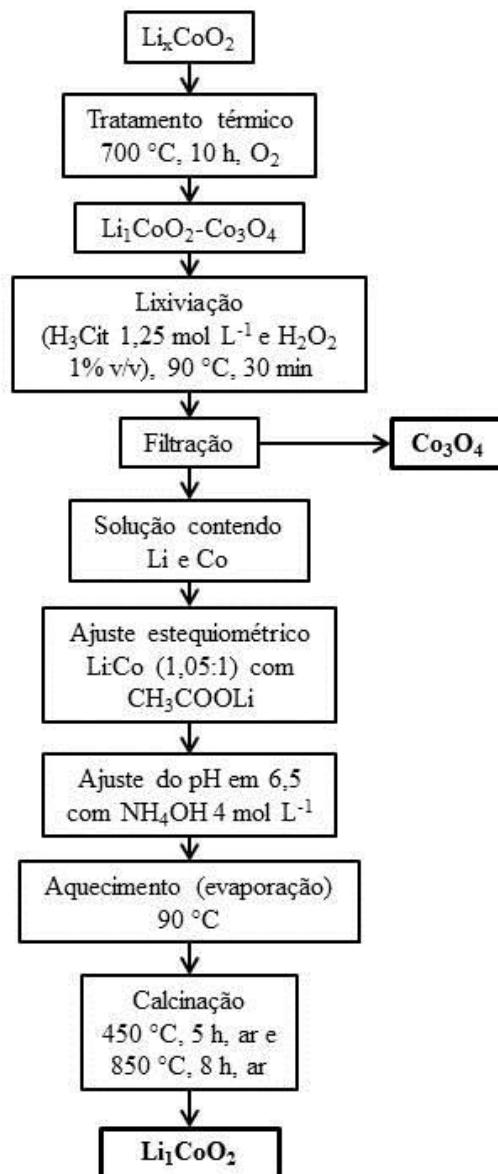 LiₓCoO₂
Tratamento térmico
700 °C, 10 h, O₂
Li₁CoO₂-Co₃O₄
Lixiviação
(H₃Cit 1,25 mol L⁻¹ e H₂O₂
1% v/v), 90 °C, 30 min
Filtração
Co₃O₄
Solução contendo
Li e Co
Ajuste estequiométrico
Li:Co (1,05:1) com
CH₃COOLi
Ajuste do pH em 6,5
com NH₄OH 4 mol L⁻¹
Aquecimento (evaporação)
90 °C
Calcinação
450 °C, 5 h, ar e
850 °C, 8 h, ar
Li₁CoO₂